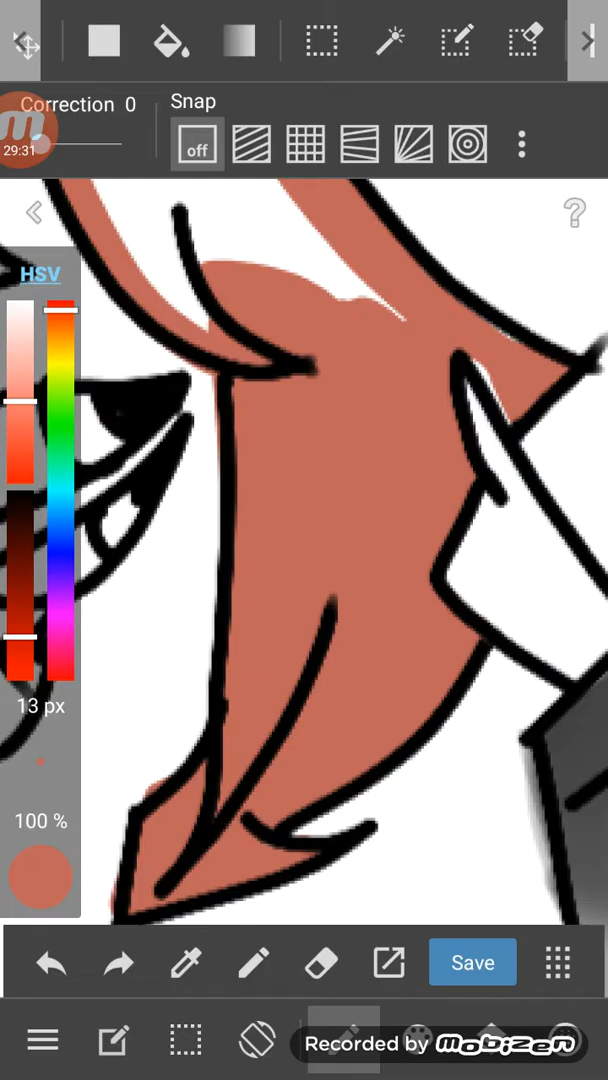 Correction 0
Snap
m
29:31
off
?
HSV
13 px
100 %
Save
Recorded by mobizen